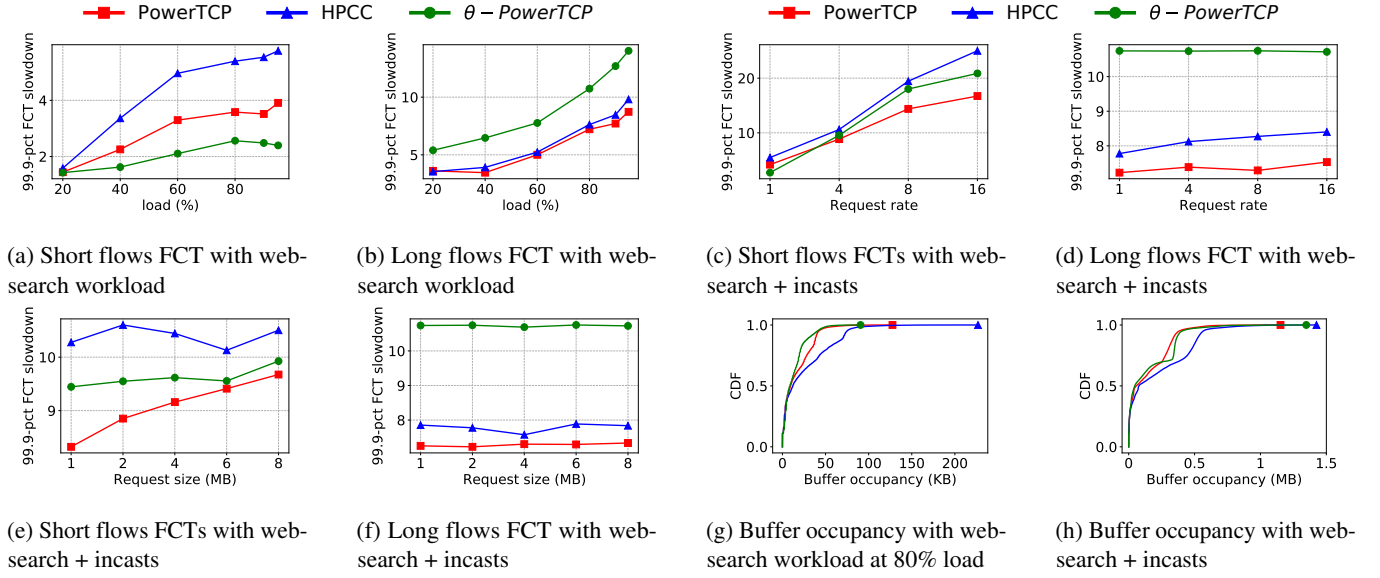 PowerTCP HPCC θ − PowerTCP PowerTCP HPCC θ − PowerTCP
99.9-pct FCT slowdown
4
2
20 40 60 80
load (%)
99.9-pct FCT slowdown
10
5
20 40 60 80
load (%)
99.9-pct FCT slowdown
20
10
1 4 8 16
Request rate
99.9-pct FCT slowdown
10
9
8
1 4 8 16
Request rate
(a) Short flows FCT with web-
search workload
(b) Long flows FCT with web-
search workload
(c) Short flows FCTs with web-
search + incasts
(d) Long flows FCT with web-
search + incasts
99.9-pct FCT slowdown
10
9
1 2 4 6 8
Request size (MB)
99.9-pct FCT slowdown
10
9
8
1 2 4 6 8
Request size (MB)
CDF
1.0
0.5
0.0
0 50 100 150 200
Buffer occupancy (KB)
CDF
1.0
0.5
0.0
0 0.5 1 1.5
Buffer occupancy (MB)
(e) Short flows FCTs with web-
search + incasts
(f) Long flows FCT with web-
search + incasts
(g) Buffer occupancy with web-
search workload at 80% load
(h) Buffer occupancy with web-
search + incasts